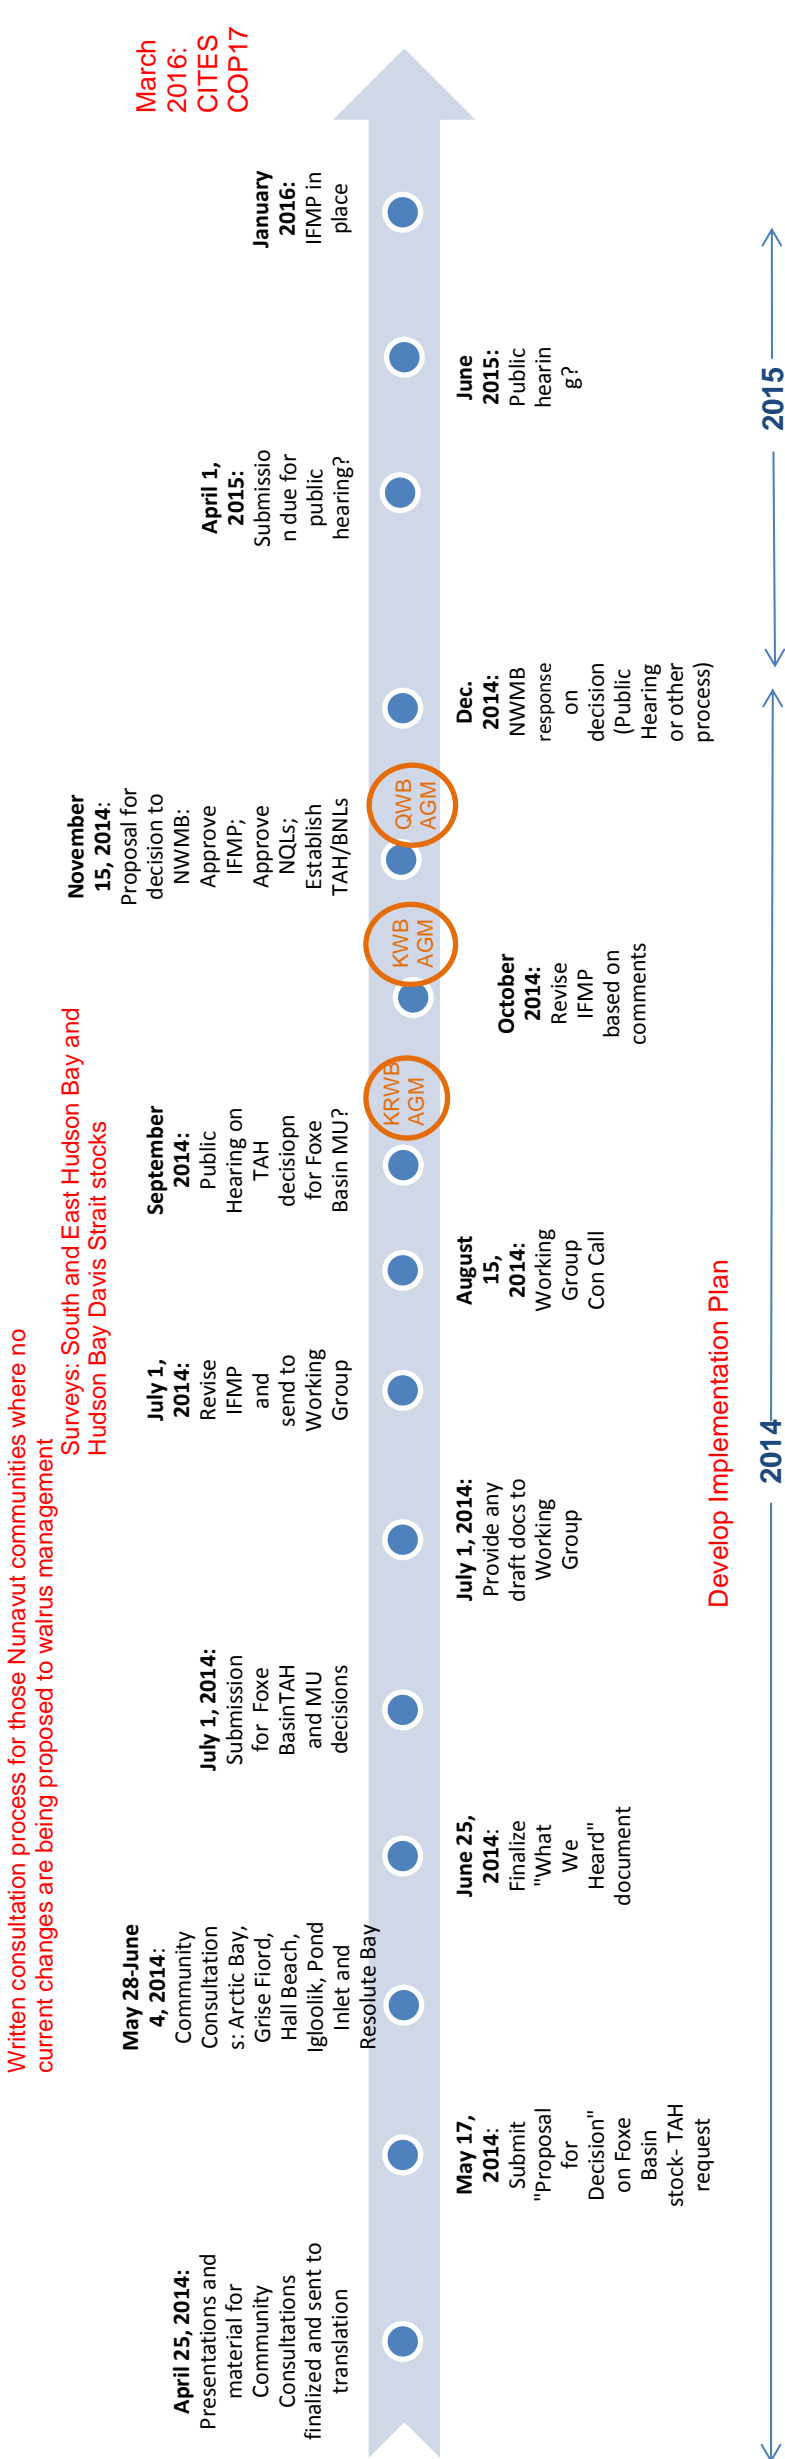 Written consultation process for those Nunavut communities where no
current changes are being proposed to walrus management
Surveys: South and East Hudson Bay and
Hudson Bay Davis Strait stocks
March
2016:
CITES
COP17
April 25, 2014:
Presentations and
material for
Community
Consultations
finalized and sent to
translation
May 28-June
4, 2014:
Community
Consultation
s: Arctic Bay,
Grise Fiord,
Hall Beach,
Igloolik, Pond
Inlet and
Resolute Bay
July 1, 2014:
Submission
for Foxe
BasinTAH
and MU
decisions
July 1,
2014:
Revise
IFMP
and
send to
Working
Group
September
2014:
Public
Hearing on
TAH
decisiopn
for Foxe
Basin MU?
November
15, 2014:
Proposal for
decision to
NWMB:
Approve
IFMP;
Approve
NQLs;
Establish
TAH/BNLs
April 1,
2015:
Submissio
n due for
public
hearing?
January
2016:
IFMP in
place
KRWB
AGM
KWB
AGM
QWB
AGM
May 17,
2014:
Submit
"Proposal
for
Decision"
on Foxe
Basin
stock- TAH
request
June 25,
2014:
Finalize
"What
We
Heard"
document
July 1, 2014:
Provide any
draft docs to
Working
Group
August
15,
2014:
Working
Group
Con Call
October
2014:
Revise
IFMP
based on
comments
Dec.
2014:
NWMB
response
on
decision
(Public
Hearing
or other
process)
June
2015:
Public
hearin
g?
Develop Implementation Plan
2014
2015